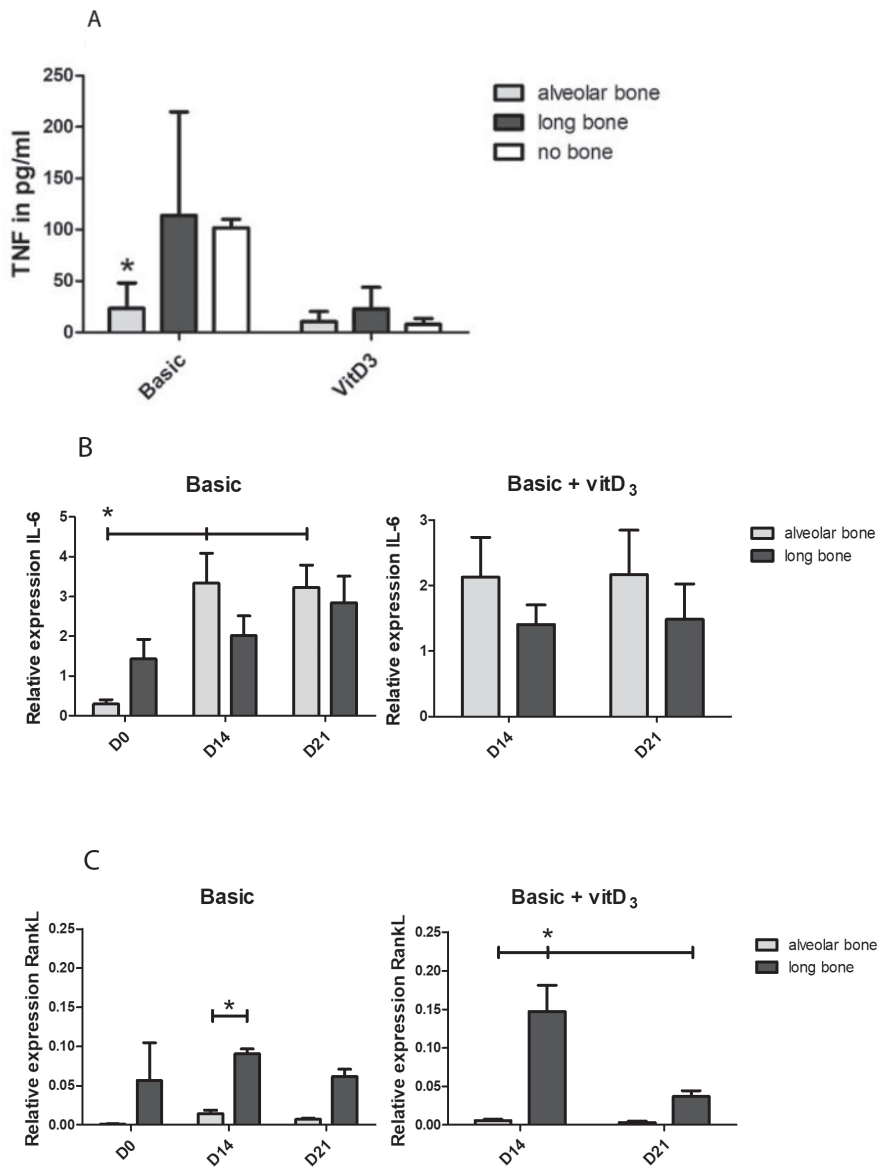 A
TNF in pg/ml
250
200
150
100
50
0
*
Basic
VitD3
alveolar bone
long bone
no bone
B
Basic
Relative expression IL-6
5
4
3
2
1
0
*
D0
D14
D21
Basic + vitD3
Relative expression IL-6
3
2
1
0
D14
D21
alveolar bone
long bone
C
Basic
Relative expression RankL
0.25
0.20
0.15
0.10
0.05
0.00
*
D0
D14
D21
Basic + vitD3
Relative expression RankL
0.25
0.20
0.15
0.10
0.05
0.00
*
D14
D21
alveolar bone
long bone